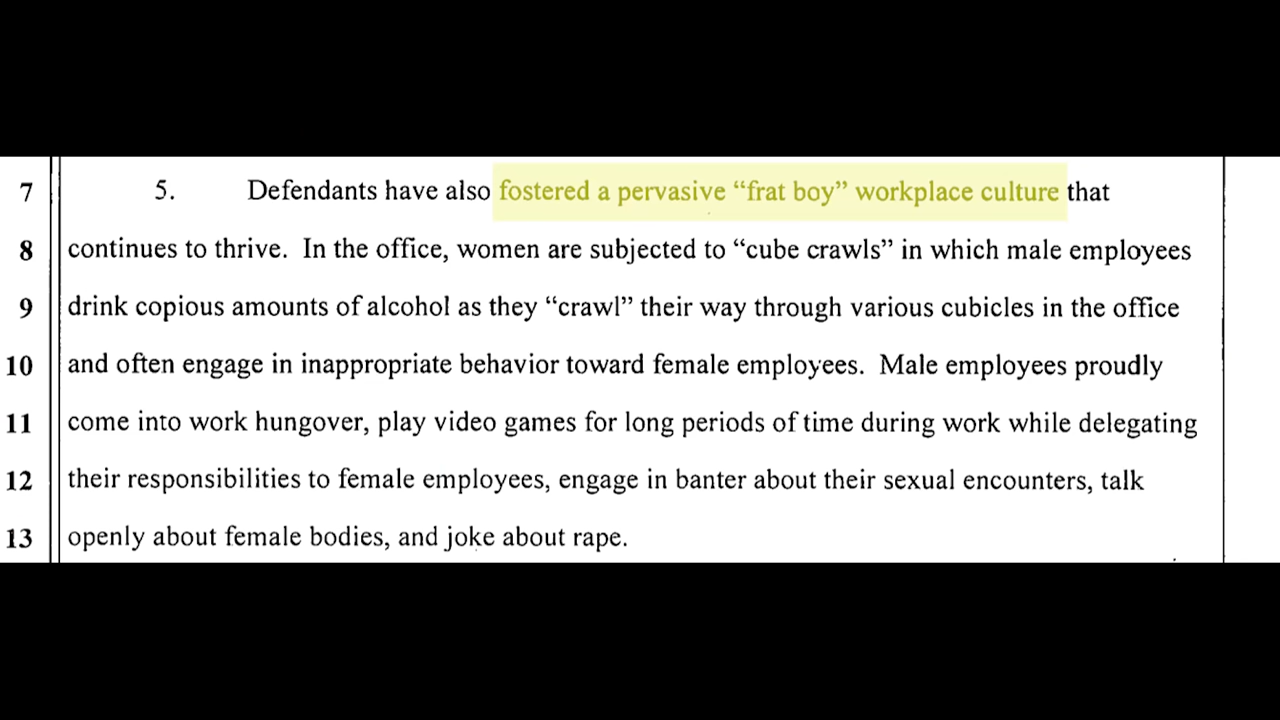 7 5. Defendants have also fostered a pervasive “frat boy” workplace culture that
8 continues to thrive. In the office, women are subjected to “cube crawls” in which male employees
9 drink copious amounts of alcohol as they “crawl” their way through various cubicles in the office
10 and often engage in inappropriate behavior toward female employees. Male employees proudly
11 come into work hungover, play video games for long periods of time during work while delegating
12 their responsibilities to female employees, engage in banter about their sexual encounters, talk
13 openly about female bodies, and joke about rape.